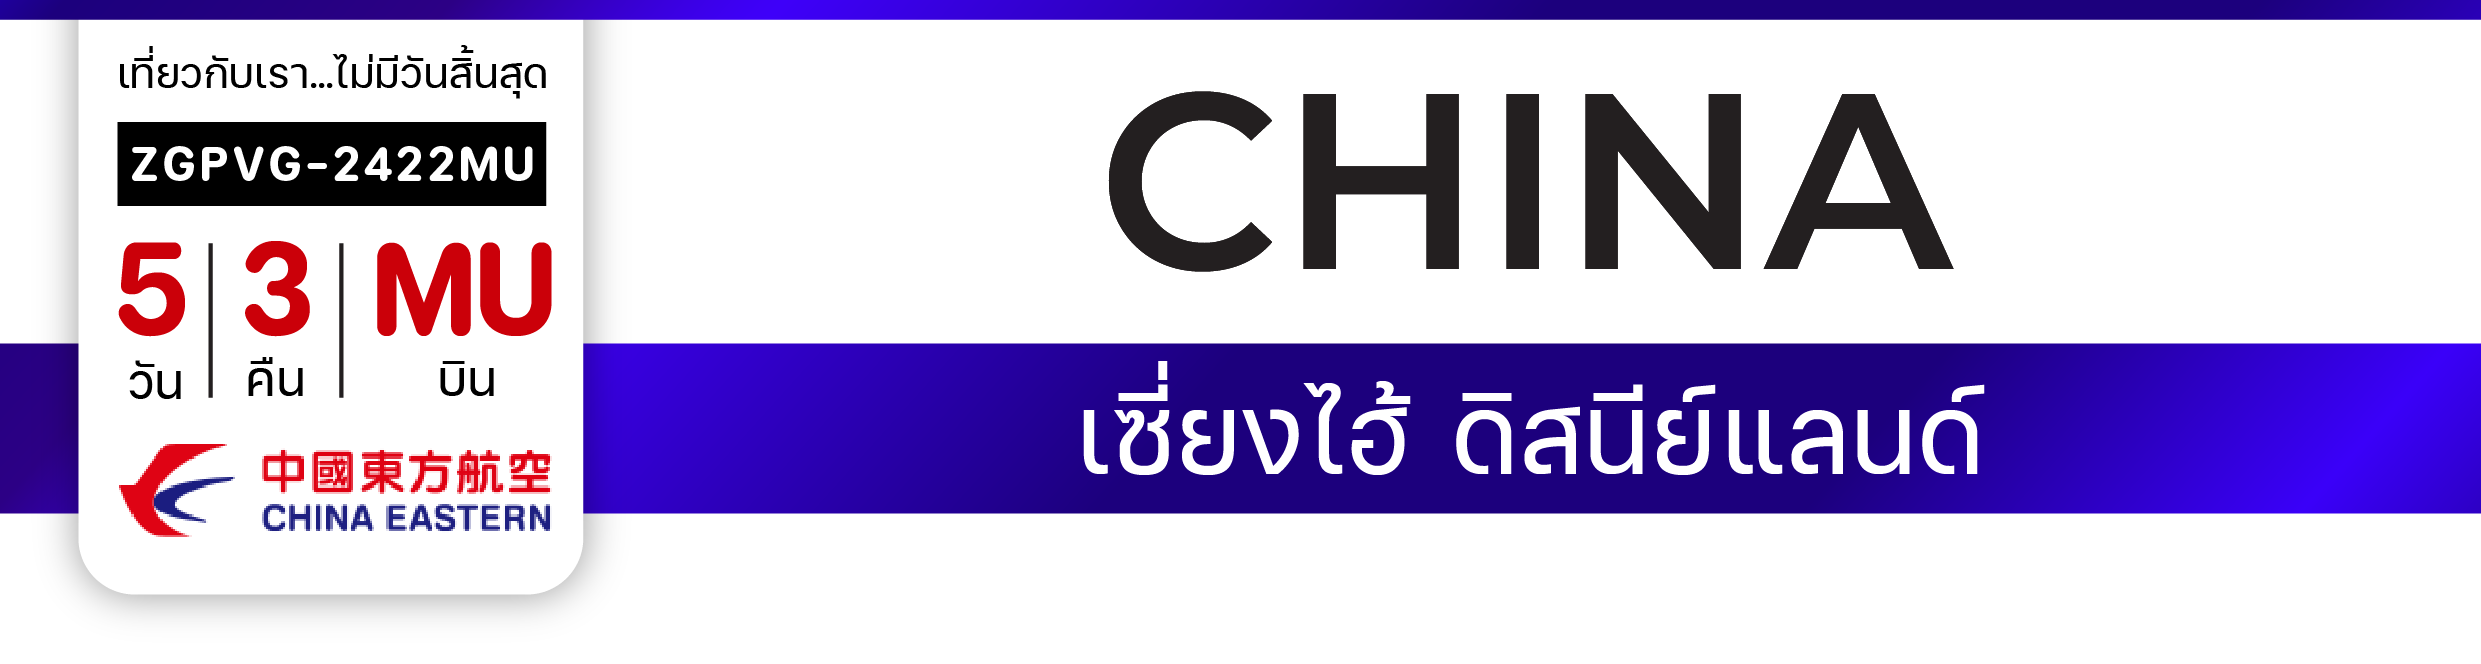 เที่ยวกับเรา...ไม่มีวันสิ้นสุด
ZGPVG-2422MU
5 3 MU
วัน คืน บิน
中國東方航空
CHINA EASTERN
CHINA
เซี่ยงไฮ้ ดิสนีย์แลนด์